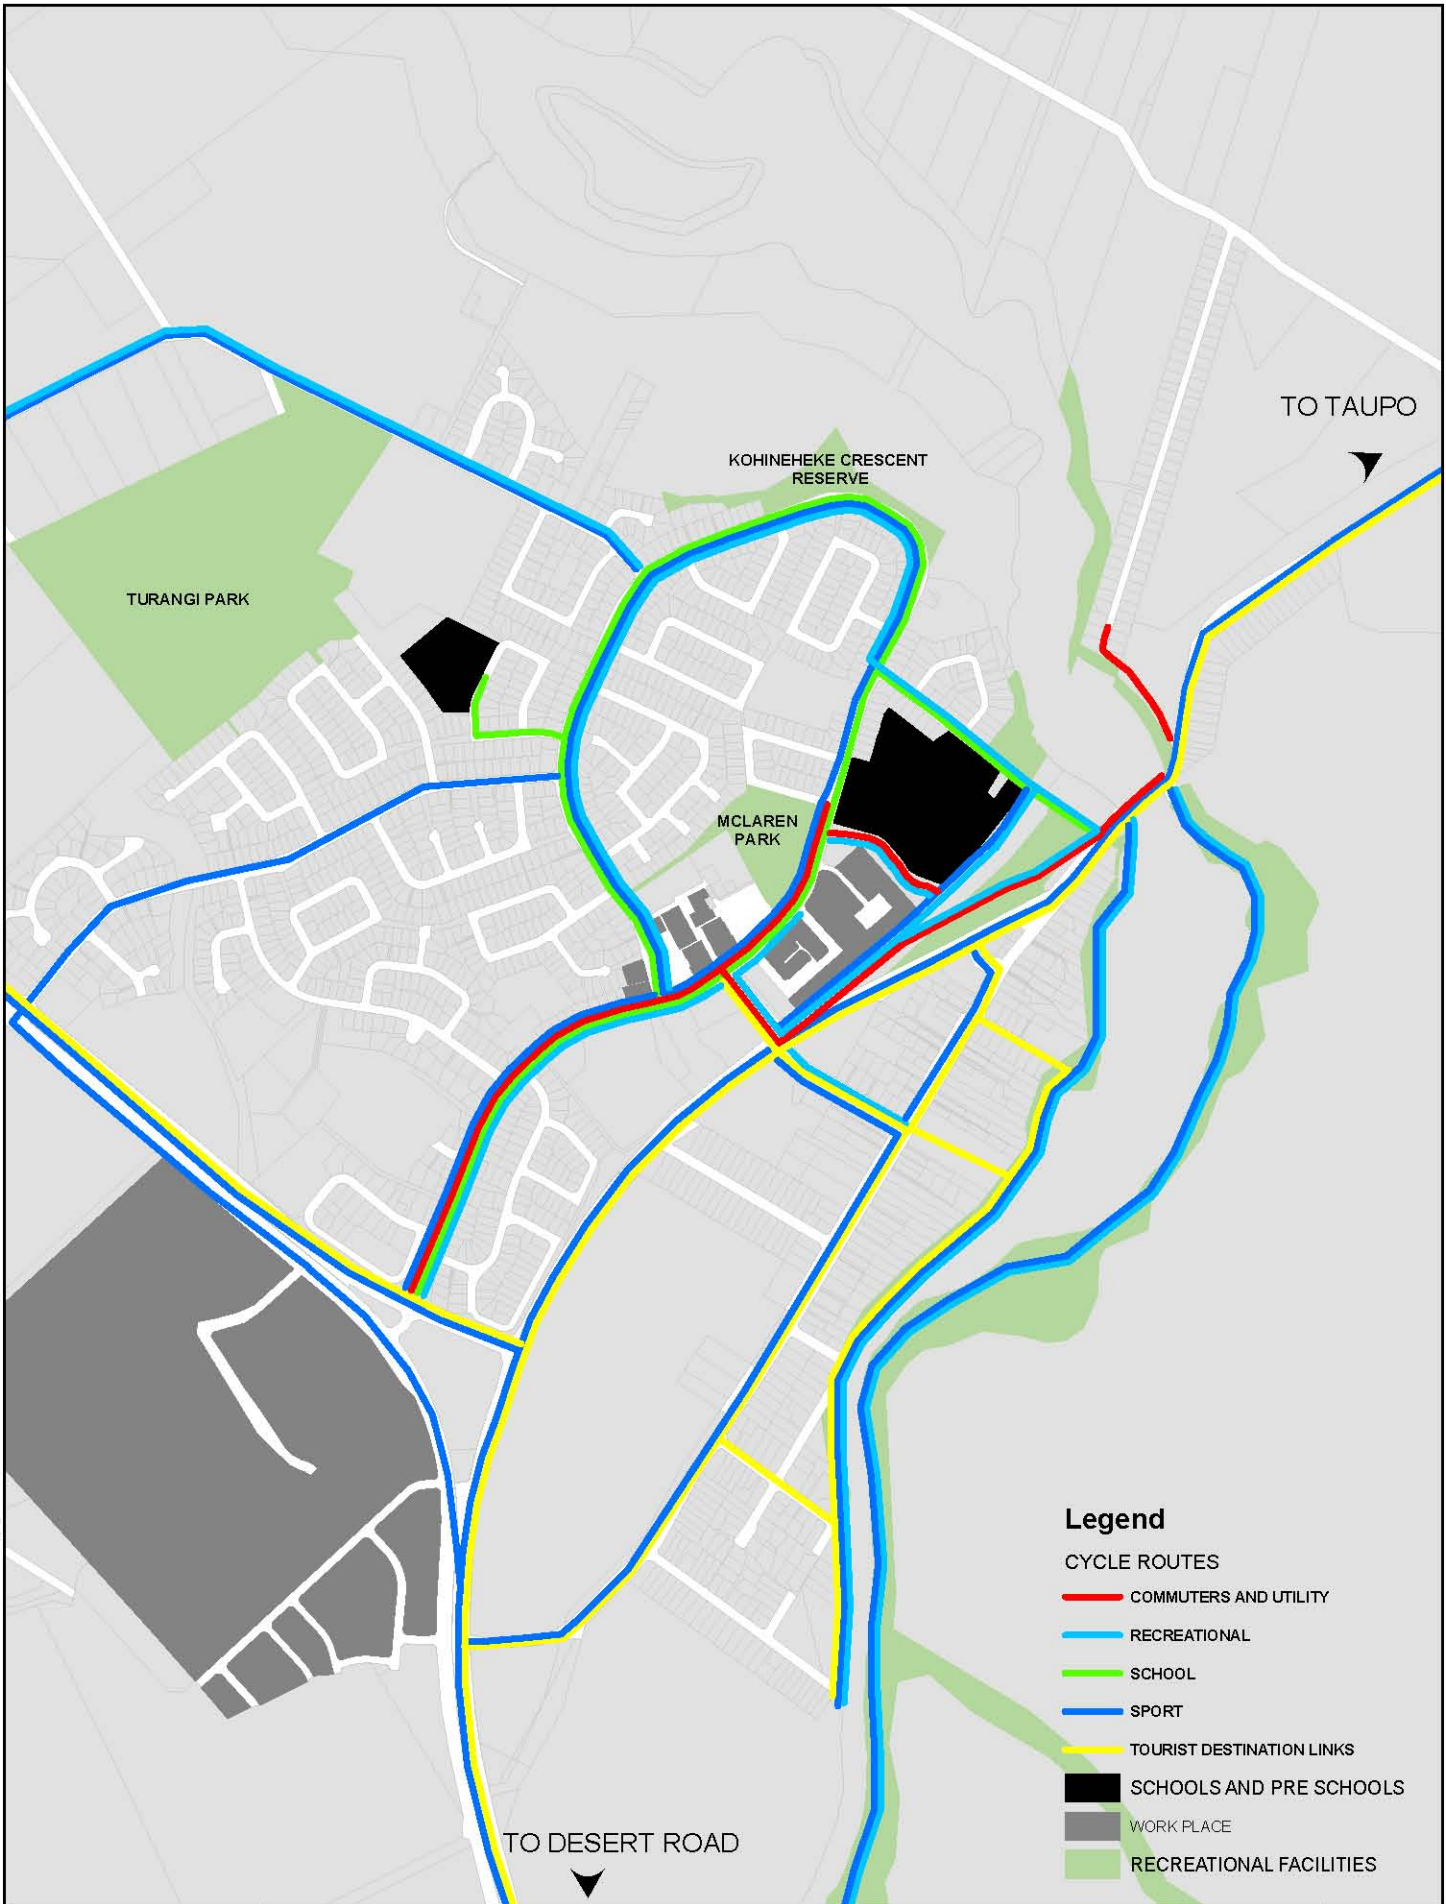 TO TAUPO
KOHINEHEKE CRESCENT
RESERVE
TURANGI PARK
MCLAREN
PARK
Legend
CYCLE ROUTES
COMMUTERS AND UTILITY
RECREATIONAL
SCHOOL
SPORT
TOURIST DESTINATION LINKS
SCHOOLS AND PRE SCHOOLS
WORK PLACE
RECREATIONAL FACILITIES
TO DESERT ROAD